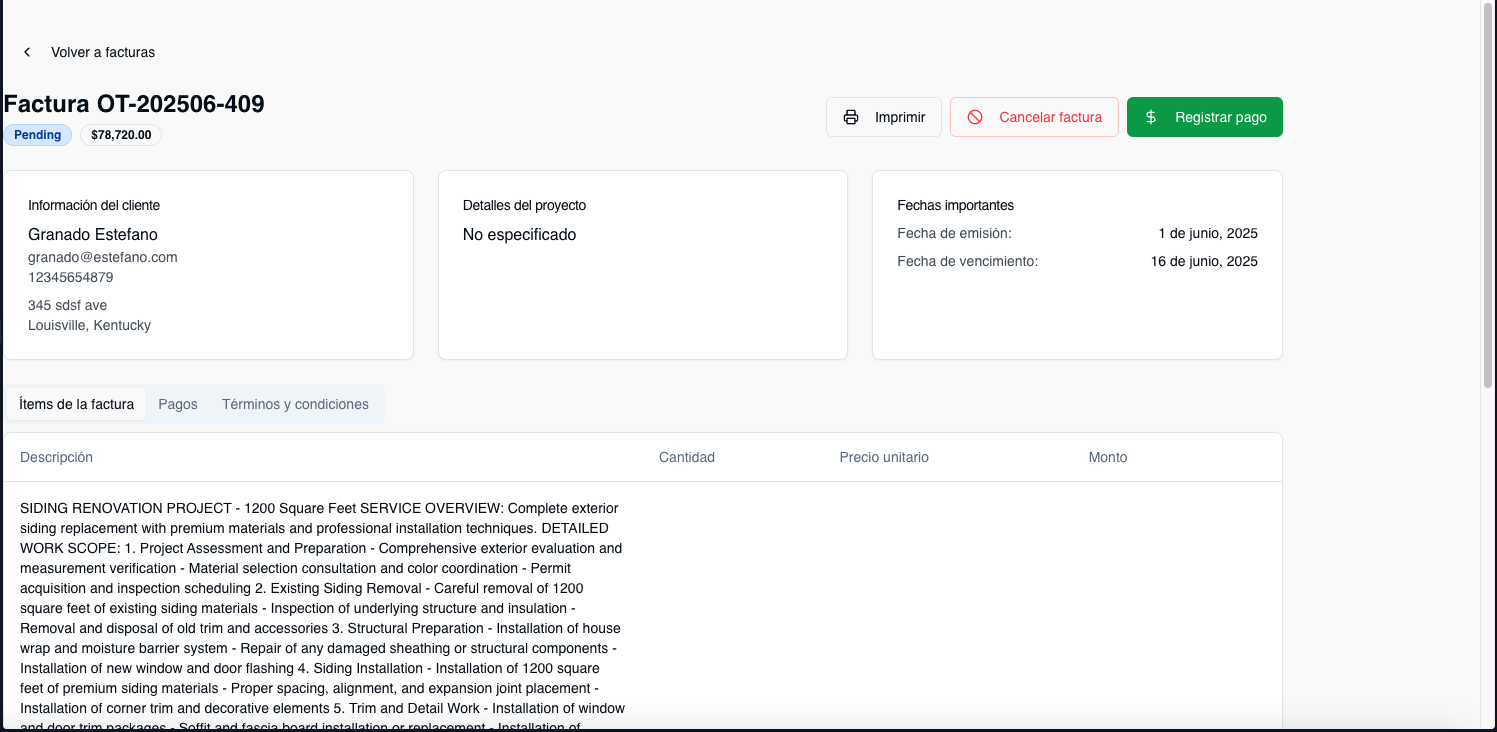 Volver a facturas
Factura OT-202506-409
Pending $78,720.00
Imprimir
Cancelar factura
$ Registrar pago
Información del cliente
Granado Estefano
granado@estefano.com
12345654879
345 sdsf ave
Louisville, Kentucky
Detalles del proyecto
No especificado
Fechas importantes
Fecha de emisión: 1 de junio, 2025
Fecha de vencimiento: 16 de junio, 2025
Ítems de la factura Pagos Términos y condiciones
Descripción Cantidad Precio unitario Monto
SIDING RENOVATION PROJECT - 1200 Square Feet SERVICE OVERVIEW: Complete exterior
siding replacement with premium materials and professional installation techniques. DETAILED
WORK SCOPE: 1. Project Assessment and Preparation - Comprehensive exterior evaluation and
measurement verification - Material selection consultation and color coordination - Permit
acquisition and inspection scheduling 2. Existing Siding Removal - Careful removal of 1200
square feet of existing siding materials - Inspection of underlying structure and insulation -
Removal and disposal of old trim and accessories 3. Structural Preparation - Installation of house
wrap and moisture barrier system - Repair of any damaged sheathing or structural components -
Installation of new window and door flashing 4. Siding Installation - Installation of 1200 square
feet of premium siding materials - Proper spacing, alignment, and expansion joint placement -
Installation of corner trim and decorative elements 5. Trim and Detail Work - Installation of window
and door trim packages - Soffit and fascia board installation or replacement - Installation of